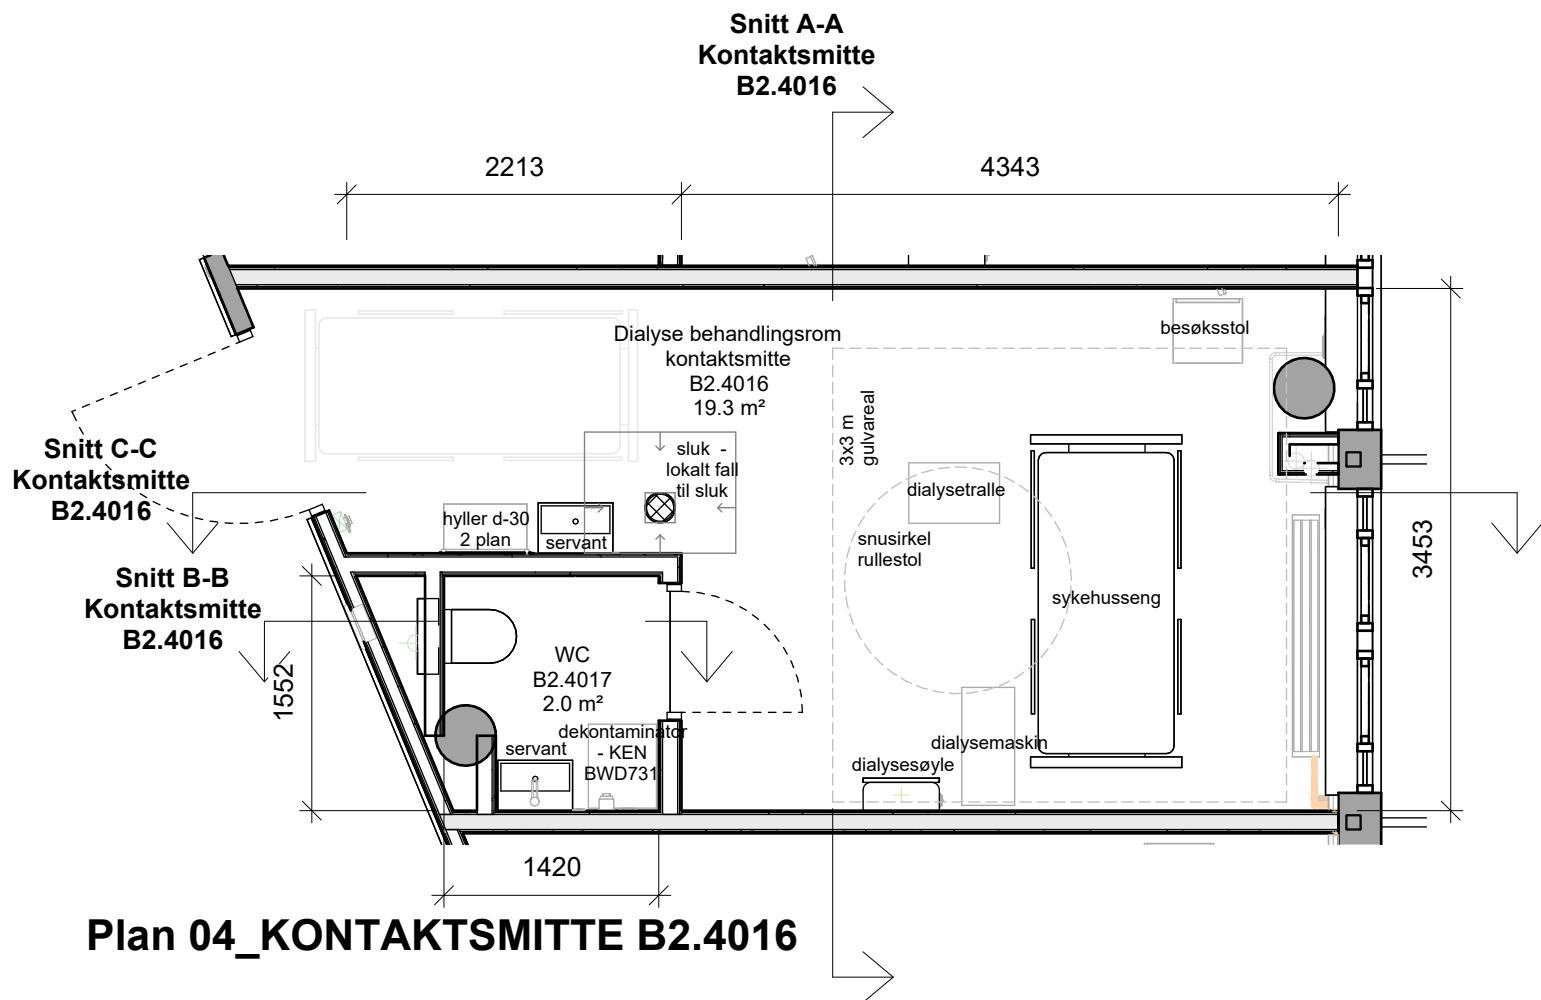 Snitt A-A
Kontaktsmitte
B2.4016
2213
4343
besøksstol
Dialyse behandlingsrom
kontaktsmitte
B2.4016
19.3 m²
3x3 m
gulvareal
Snitt C-C
Kontaktsmitte
B2.4016
sluk -
lokalt fall
til sluk
dialysetralle
hyller d-30
2 plan
servant
snusirkel
rullestol
3453
Snitt B-B
Kontaktsmitte
B2.4016
sykehusseng
1552
WC
B2.4017
2.0 m²
dekontaminator
- KEN
BWD731
servant
dialysemaskin
dialysesøyle
1420
Plan 04_KONTAKTSMITTE B2.4016